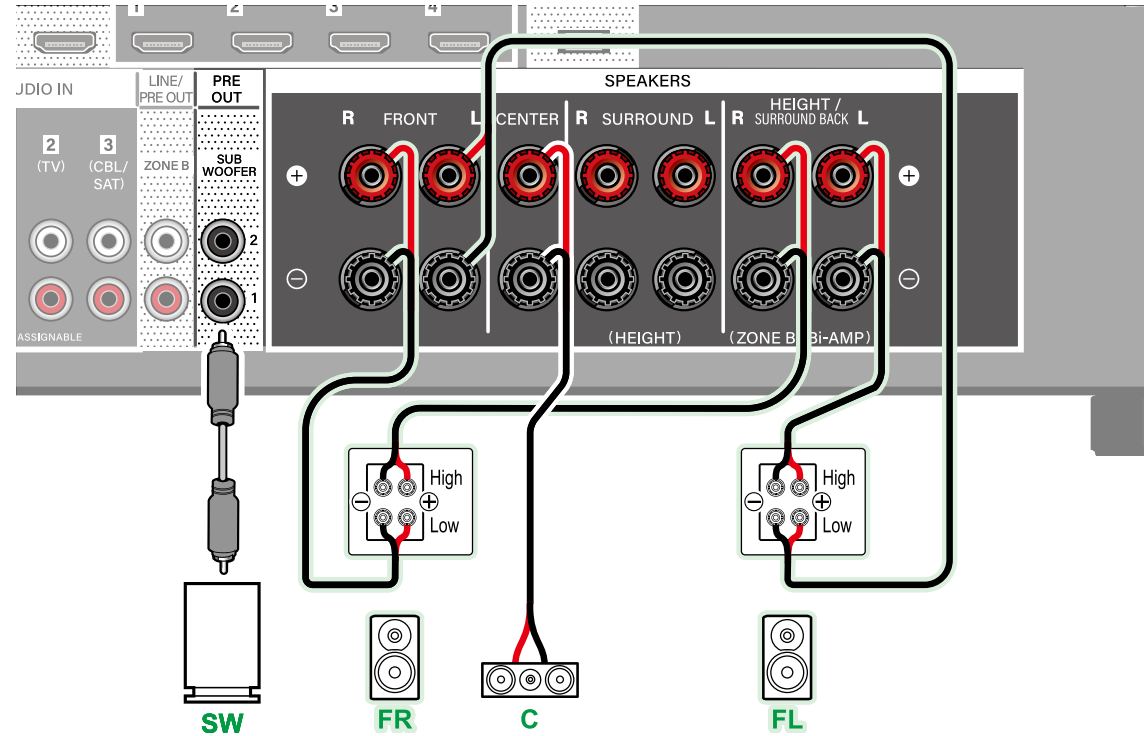 1 2 3 4
UDIO IN
LINE/
PRE OUT
PRE
OUT
SPEAKERS
R FRONT L
CENTER
R SURROUND L
HEIGHT /
R SURROUND BACK L
2
(TV)
3
(CBL/
SAT)
ZONE B
SUB
WOOFER
+
2
1
−
ASSIGNABLE
(HEIGHT)
(ZONE B/Bi-AMP)
High
− +
Low
High
− +
Low
SW
FR
C
FL